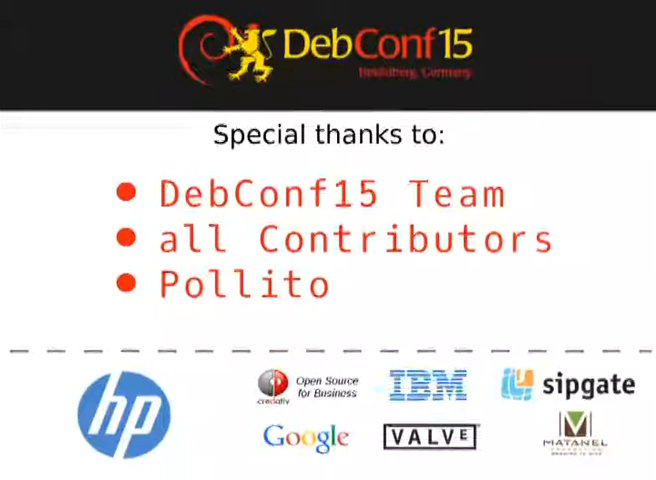 DebConf15
Heidelberg, Germany
Special thanks to:
● DebConf15 Team
● all Contributors
● Pollito
hp
credativ
Open Source
for Business
IBM
sipgate
Google
VALVE
MATANEL